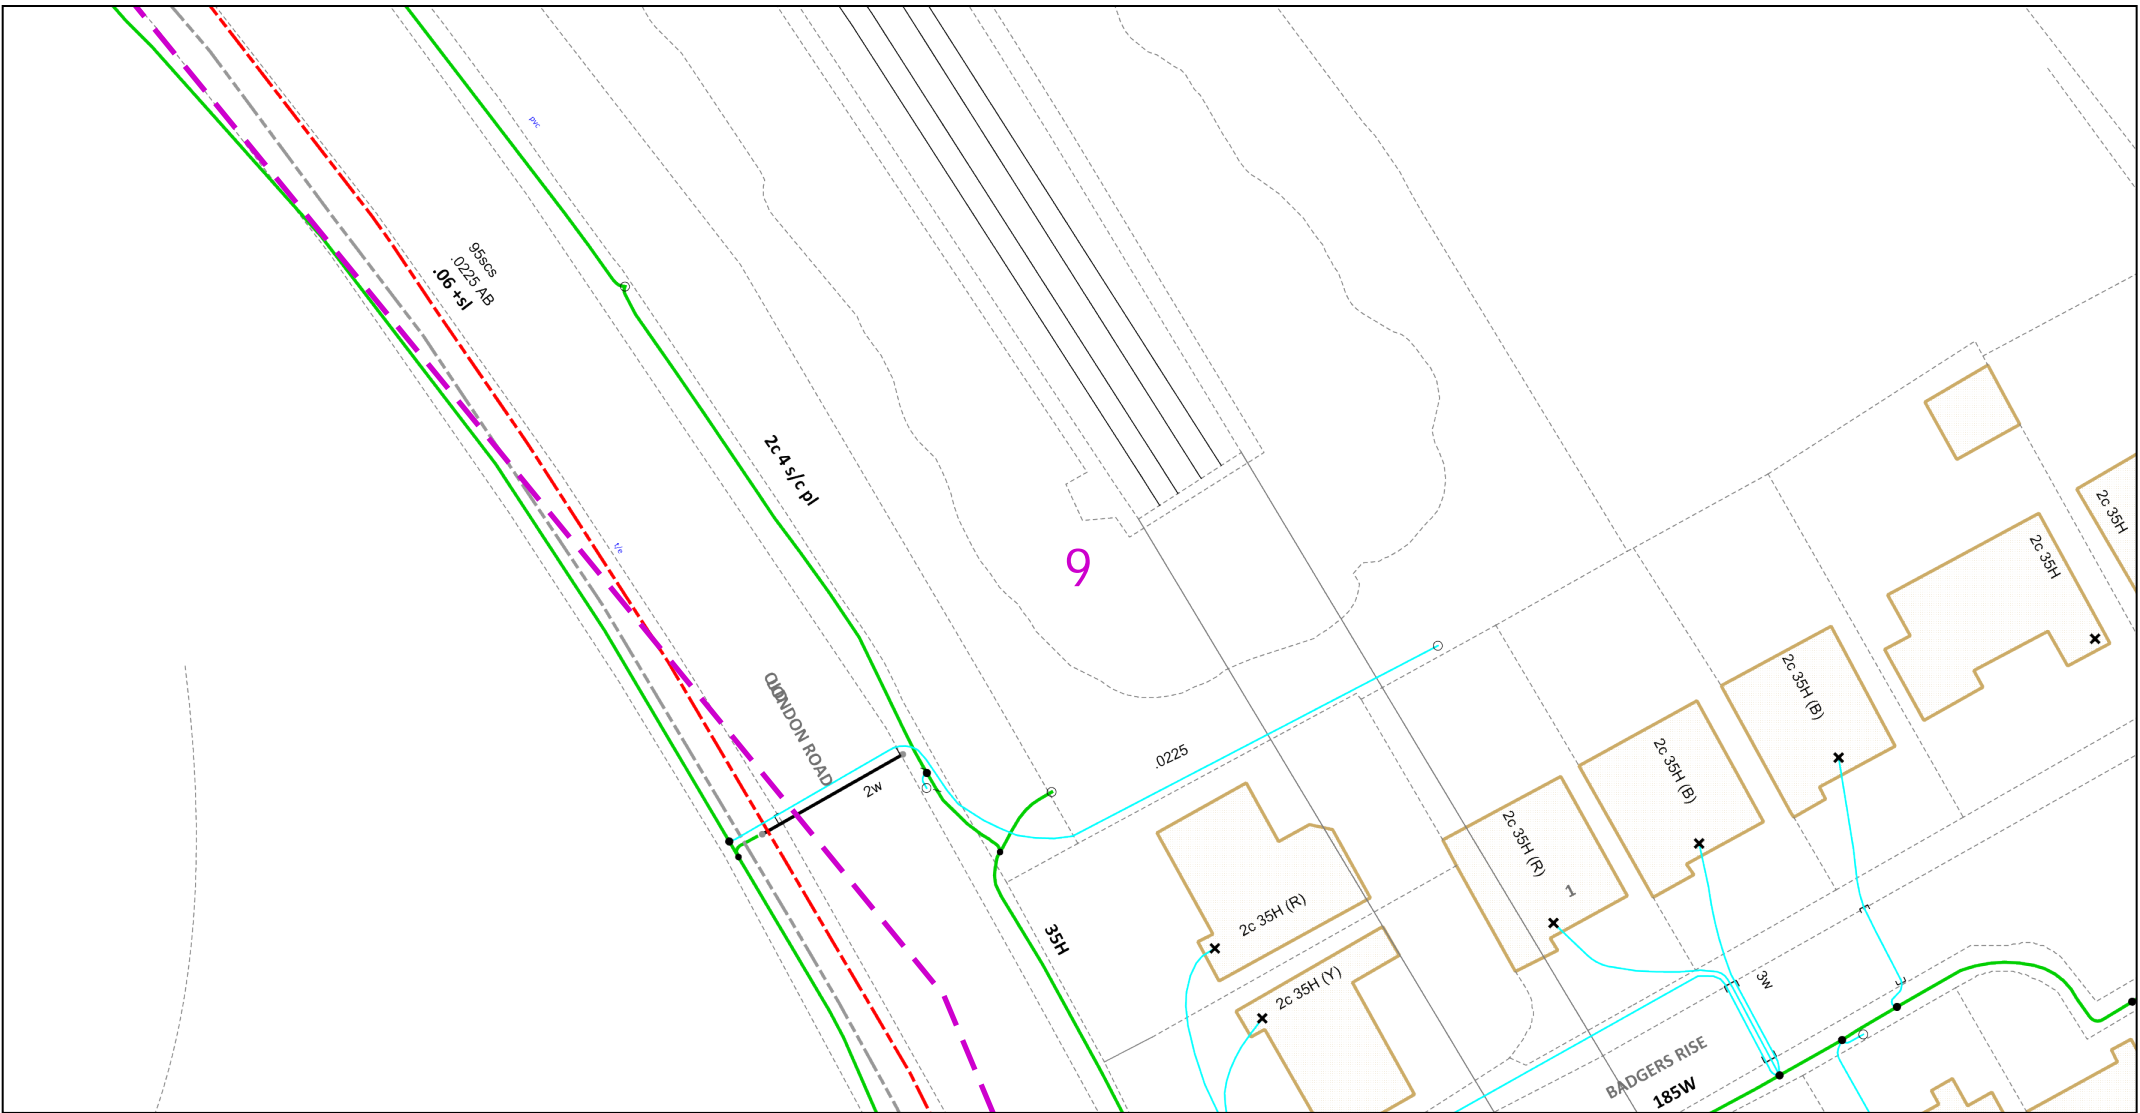 pvc
95scs
.0225 AB
.06 +sl
2c 4 s/c pl
t/e
9
LONDON ROAD
2w
.0225
35H
2c 35H
2c 35H
2c 35H (B)
2c 35H (B)
2c 35H (R)
1
2c 35H (R)
2c 35H (Y)
3w
BADGERS RISE
185W